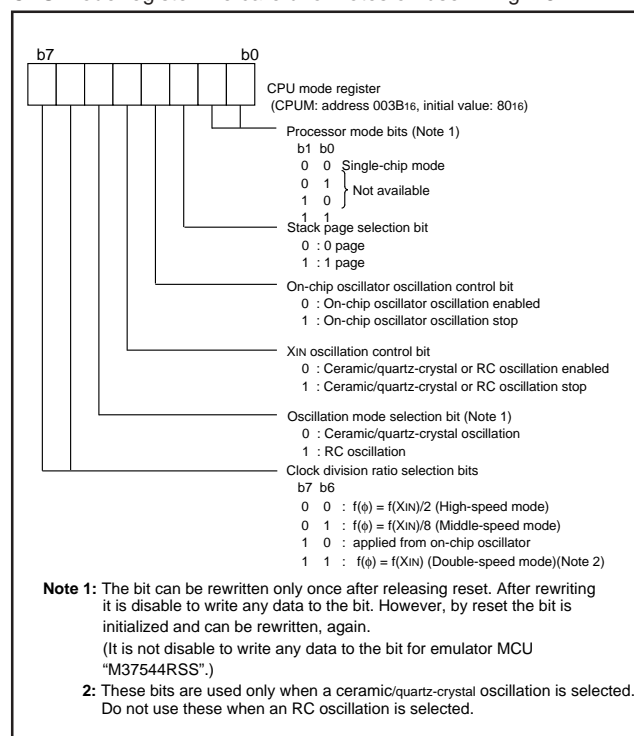 b7 b0
CPU mode register
(CPUM: address 003B16, initial value: 8016)
Processor mode bits (Note 1)
b1 b0
0 0 Single-chip mode
0 1
Not available
1 0
1 1
Stack page selection bit
0 : 0 page
1 : 1 page
On-chip oscillator oscillation control bit
0 : On-chip oscillator oscillation enabled
1 : On-chip oscillator oscillation stop
XIN oscillation control bit
0 : Ceramic/quartz-crystal or RC oscillation enabled
1 : Ceramic/quartz-crystal or RC oscillation stop
Oscillation mode selection bit (Note 1)
0 : Ceramic/quartz-crystal oscillation
1 : RC oscillation
Clock division ratio selection bits
b7 b6
0 0 : f(ϕ) = f(XIN)/2 (High-speed mode)
0 1 : f(ϕ) = f(XIN)/8 (Middle-speed mode)
1 0 : applied from on-chip oscillator
1 1 : f(ϕ) = f(XIN) (Double-speed mode)(Note 2)
Note 1: The bit can be rewritten only once after releasing reset. After rewriting
it is disable to write any data to the bit. However, by reset the bit is
initialized and can be rewritten, again.
(It is not disable to write any data to the bit for emulator MCU
“M37544RSS”.)
2: These bits are used only when a ceramic/quartz-crystal oscillation is selected.
Do not use these when an RC oscillation is selected.